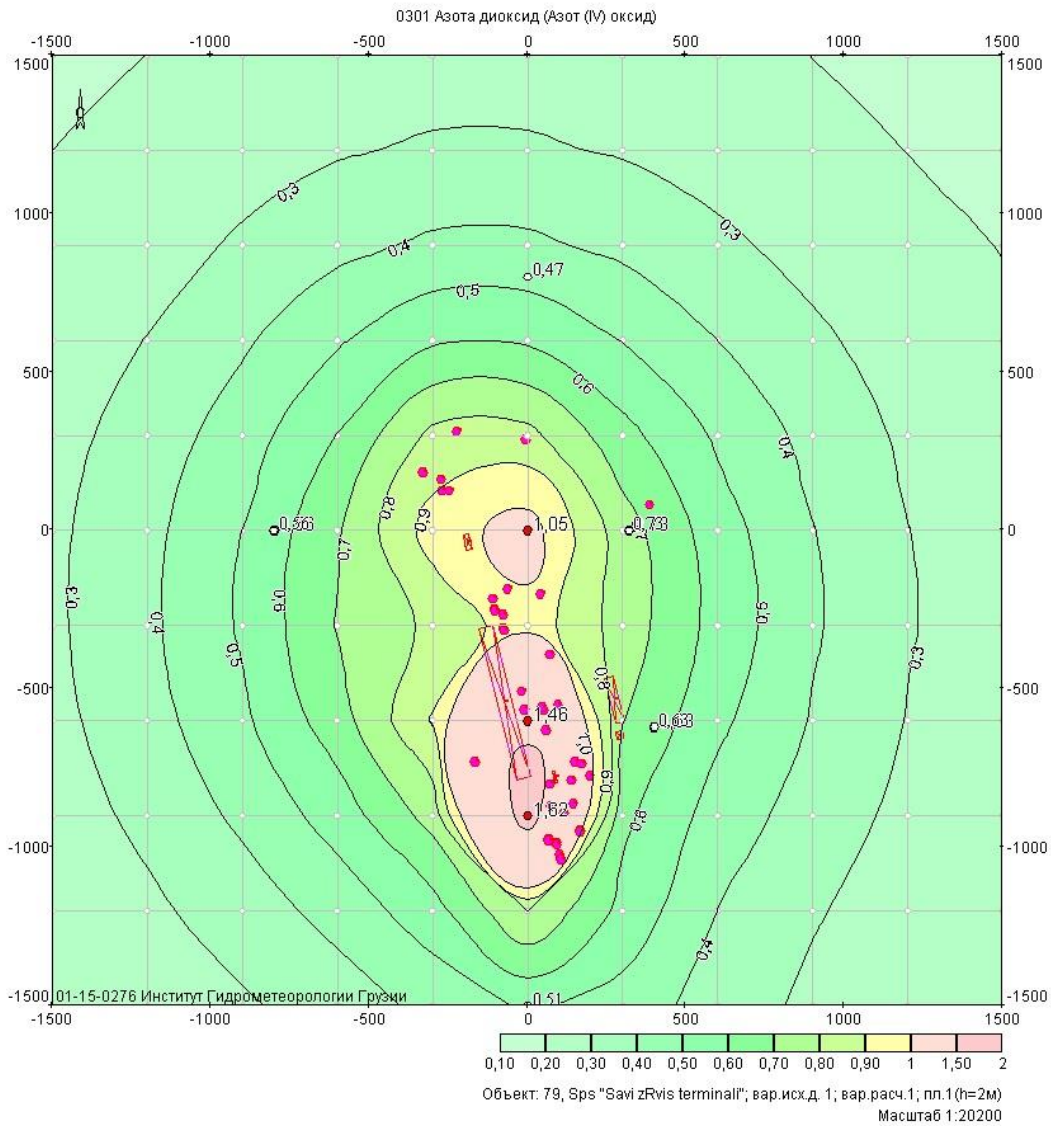 0301 Азота диоксид (Азот (IV) оксид)
-1500 -1000 -500 0 500 1000 1500
1500 1500
С
0,3
1000 1000
0,3
0,4
0,47
0,5
500 500
0,6
0,4
0,8
0,9
0 1,05 0
0,7
0,3 0,6 0,5
0,4 0,5 0,3
-500 0,8 -500
1,46
1,0
0,9
1,62 0,8
-1000 -1000
0,4
-1500 01-15-0276 Институт Гидрометеорологии Грузии 0,51 -1500
-1500 -1000 -500 0 500 1000 1500
0,10 0,20 0,30 0,40 0,50 0,60 0,70 0,80 0,90 1 1,50 2
Объект: 79, Sps "Savi zRvis terminali"; вар.исх.д. 1; вар.расч.1; пл.1(h=2м)
Масштаб 1:20200